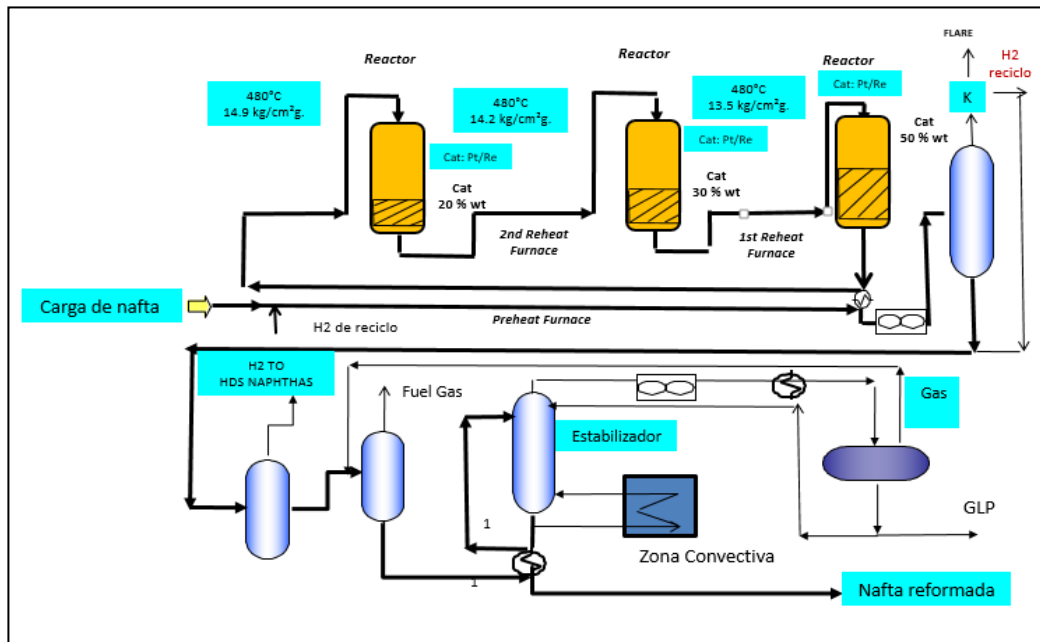 FLARE
H2
reciclo
Reactor
Reactor
Reactor
480°C
14.9 kg/cm²g.
480°C
14.2 kg/cm²g.
480°C
13.5 kg/cm²g.
Cat: Pt/Re
K
Cat: Pt/Re
Cat: Pt/Re
Cat
50 % wt
Cat
20 % wt
Cat
30 % wt
2nd Reheat
Furnace
1st Reheat
Furnace
Carga de nafta
H2 de reciclo
Preheat Furnace
H2 TO
HDS NAPHTHAS
Fuel Gas
Gas
Estabilizador
GLP
1
Zona Convectiva
1
Nafta reformada